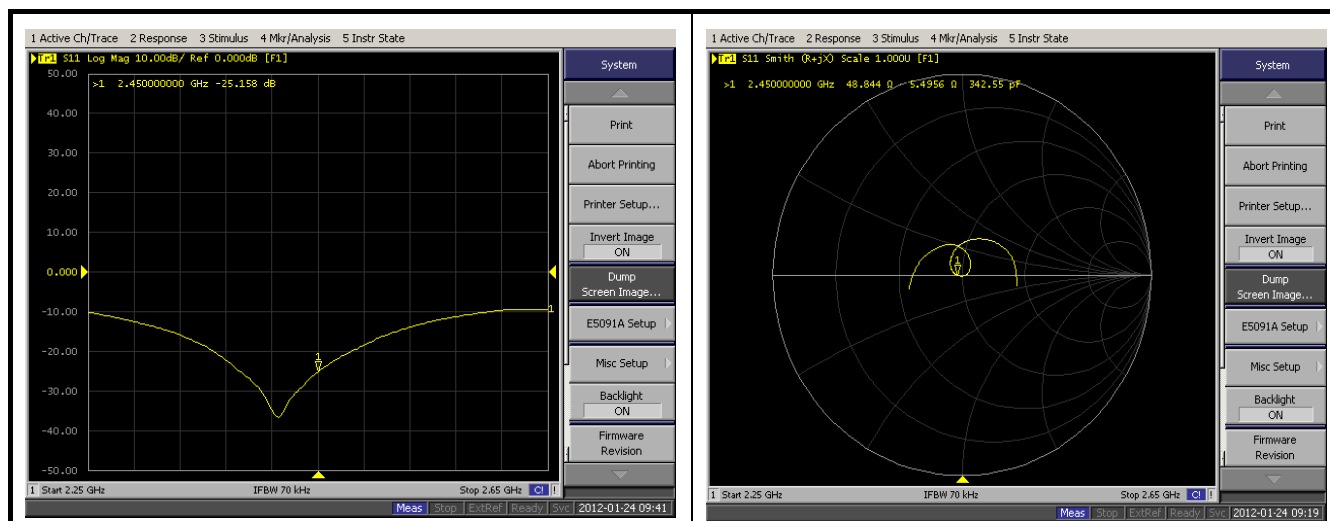 1 Active Ch/Trace 2 Response 3 Stimulus 4 Mkr/Analysis 5 Instr State
Tr1 S11 Log Mag 10.00dB/ Ref 0.000dB [F1]
50.00
>1 2.450000000 GHz -25.158 dB
40.00
30.00
20.00
10.00
0.000
-10.00
-20.00
-30.00
-40.00
-50.00
1
1
1 Start 2.25 GHz IFBW 70 kHz Stop 2.65 GHz C! !
Meas Stop ExtRef Ready Svc 2012-01-24 09:41
System
Print
Abort Printing
Printer Setup...
Invert Image
ON
Dump
Screen Image...
E5091A Setup
Misc Setup
Backlight
ON
Firmware
Revision
1 Active Ch/Trace 2 Response 3 Stimulus 4 Mkr/Analysis 5 Instr State
Tr1 S11 Smith (R+jX) Scale 1.000U [F1]
>1 2.450000000 GHz 48.844 Ω 5.4956 Ω 342.55 pF
1
1 Start 2.25 GHz IFBW 70 kHz Stop 2.65 GHz C! !
Meas Stop ExtRef Ready Svc 2012-01-24 09:19
System
Print
Abort Printing
Printer Setup...
Invert Image
ON
Dump
Screen Image...
E5091A Setup
Misc Setup
Backlight
ON
Firmware
Revision